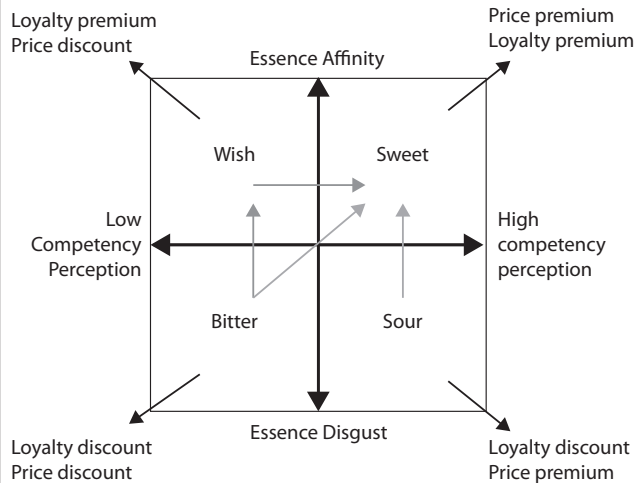 Loyalty premium
Price discount
Price premium
Loyalty premium
Essence Affinity
Wish
Sweet
Low
Competency
Perception
High
competency
perception
Bitter
Sour
Essence Disgust
Loyalty discount
Price discount
Loyalty discount
Price premium